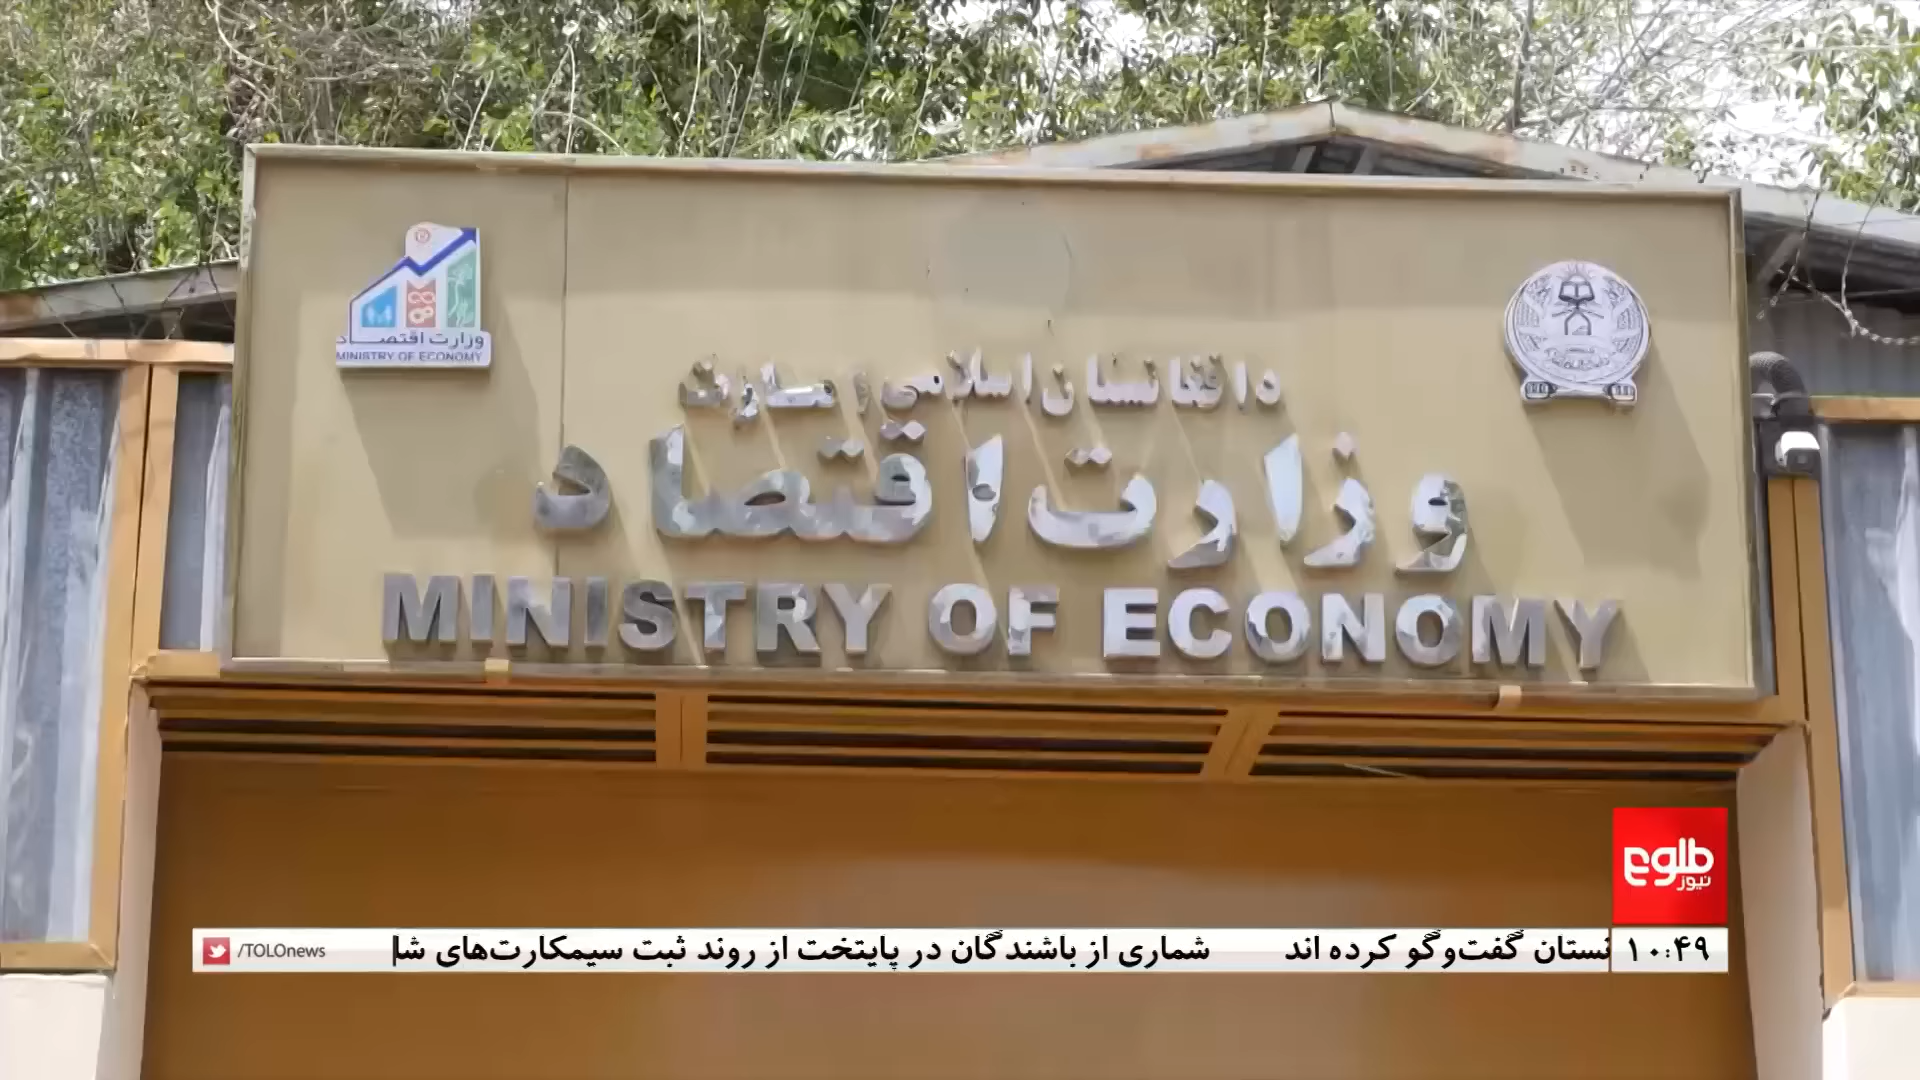 وزارت اقتصاد
MINISTRY OF ECONOMY
د افغانستان اسلامي امارت
وزارت اقتصاد
MINISTRY OF ECONOMY
طلوع
نیوز
۱۰:۴۹
نستان گفت‌وگو کرده اند شماری از باشندگان در پایتخت از روند ثبت سیمکارت‌های شا
/TOLOnews